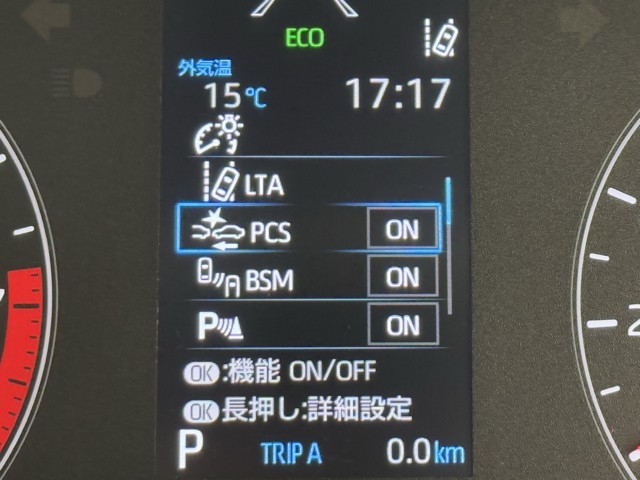 ECO
外気温
15℃ 17:17
LTA
PCS ON
BSM ON
P ON
OK:機能 ON/OFF
OK長押し:詳細設定
P TRIP A 0.0km